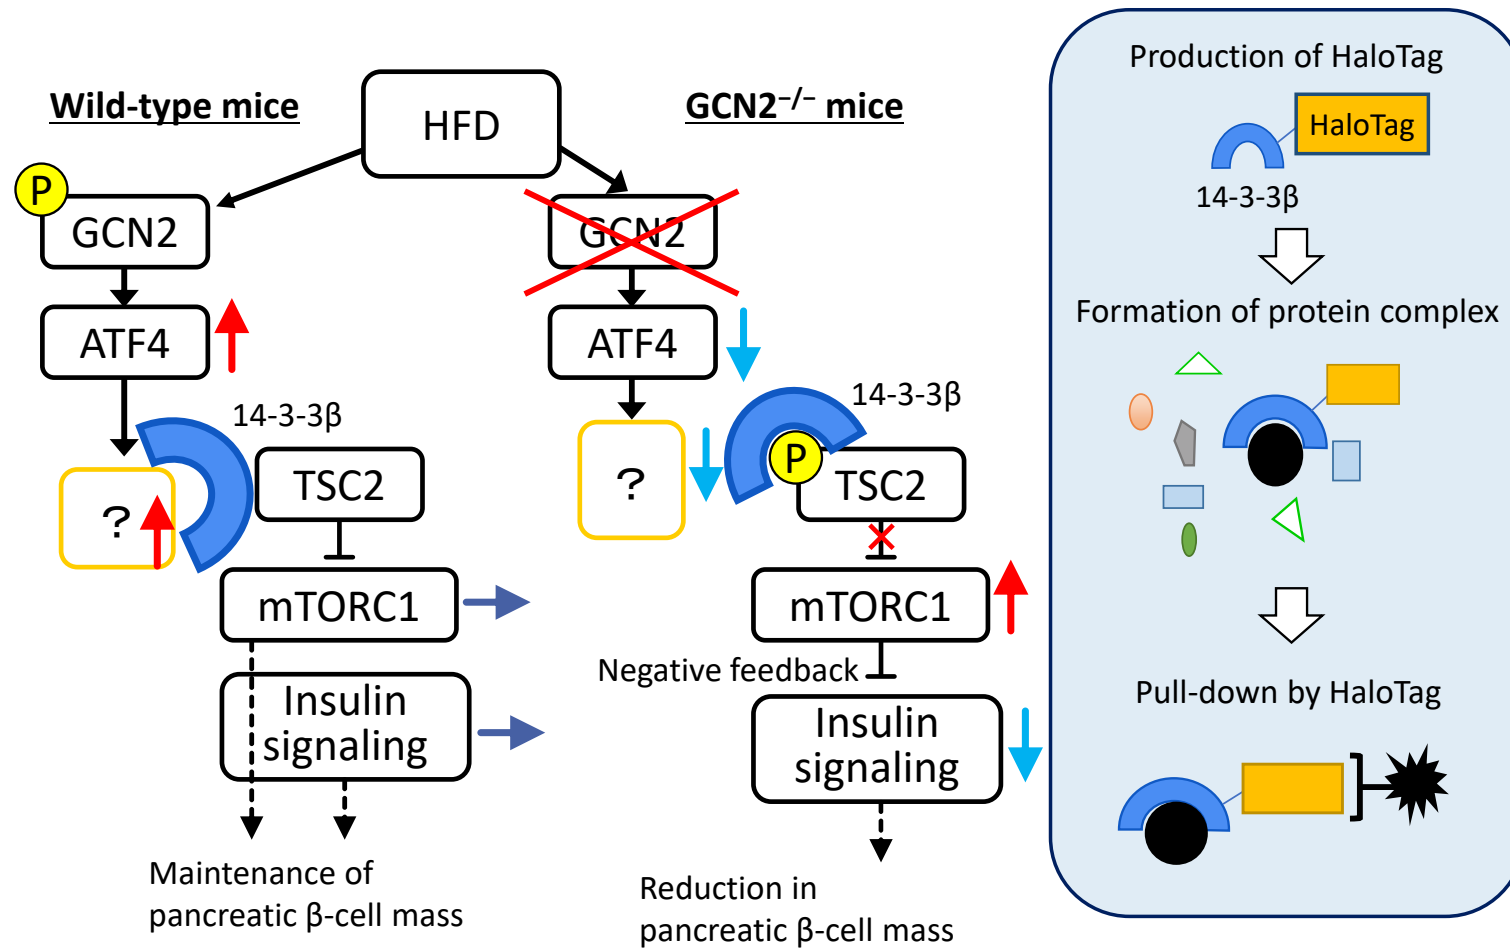 Wild-type mice
HFD
GCN2⁻/⁻ mice
P
GCN2
ATF4
14-3-3β
?
TSC2
mTORC1
Insulin
signaling
Maintenance of
pancreatic β-cell mass
GCN2
ATF4
14-3-3β
?
P
TSC2
mTORC1
Negative feedback
Insulin
signaling
Reduction in
pancreatic β-cell mass
Production of HaloTag
HaloTag
14-3-3β
Formation of protein complex
Pull-down by HaloTag